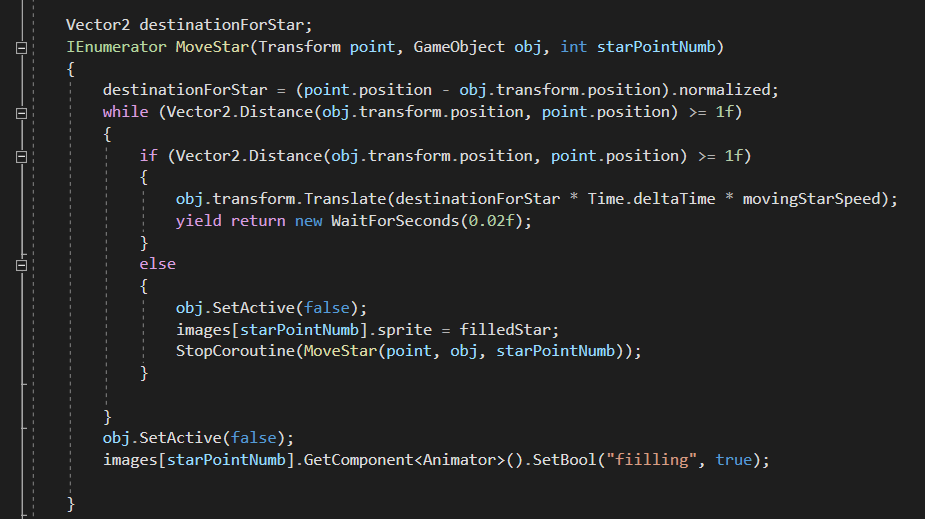 Vector2 destinationForStar;
IEnumerator MoveStar(Transform point, GameObject obj, int starPointNumb)
{
destinationForStar = (point.position - obj.transform.position).normalized;
while (Vector2.Distance(obj.transform.position, point.position) >= 1f)
{
if (Vector2.Distance(obj.transform.position, point.position) >= 1f)
{
obj.transform.Translate(destinationForStar * Time.deltaTime * movingStarSpeed);
yield return new WaitForSeconds(0.02f);
}
else
{
obj.SetActive(false);
images[starPointNumb].sprite = filledStar;
StopCoroutine(MoveStar(point, obj, starPointNumb));
}
}
obj.SetActive(false);
images[starPointNumb].GetComponent<Animator>().SetBool("fiilling", true);
}